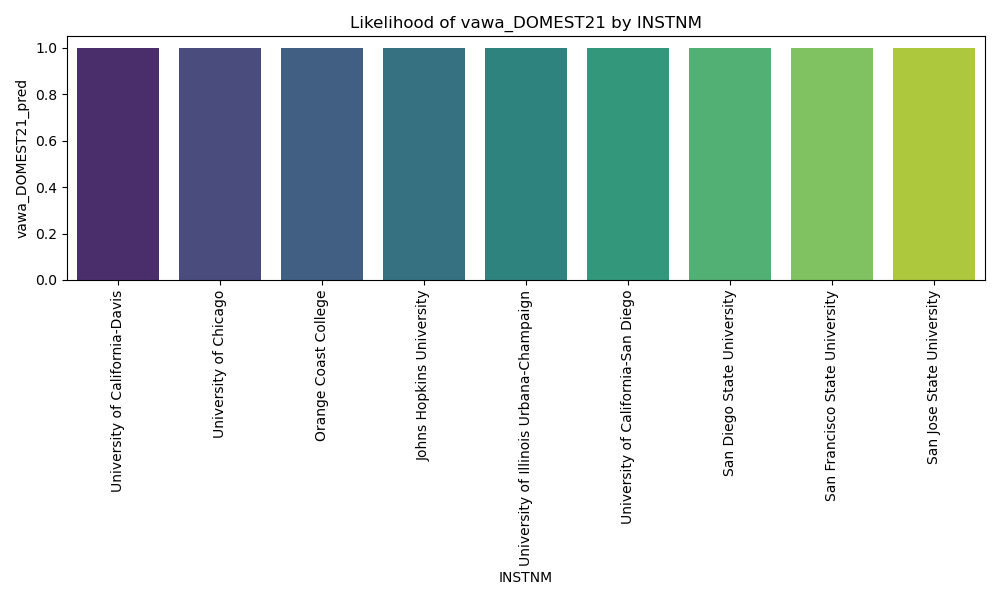 Likelihood of vawa_DOMEST21 by INSTNM
vawa_DOMEST21_pred
1.0
0.8
0.6
0.4
0.2
0.0
University of California-Davis
University of Chicago
Orange Coast College
Johns Hopkins University
University of Illinois Urbana-Champaign
University of California-San Diego
San Diego State University
San Francisco State University
San Jose State University
INSTNM